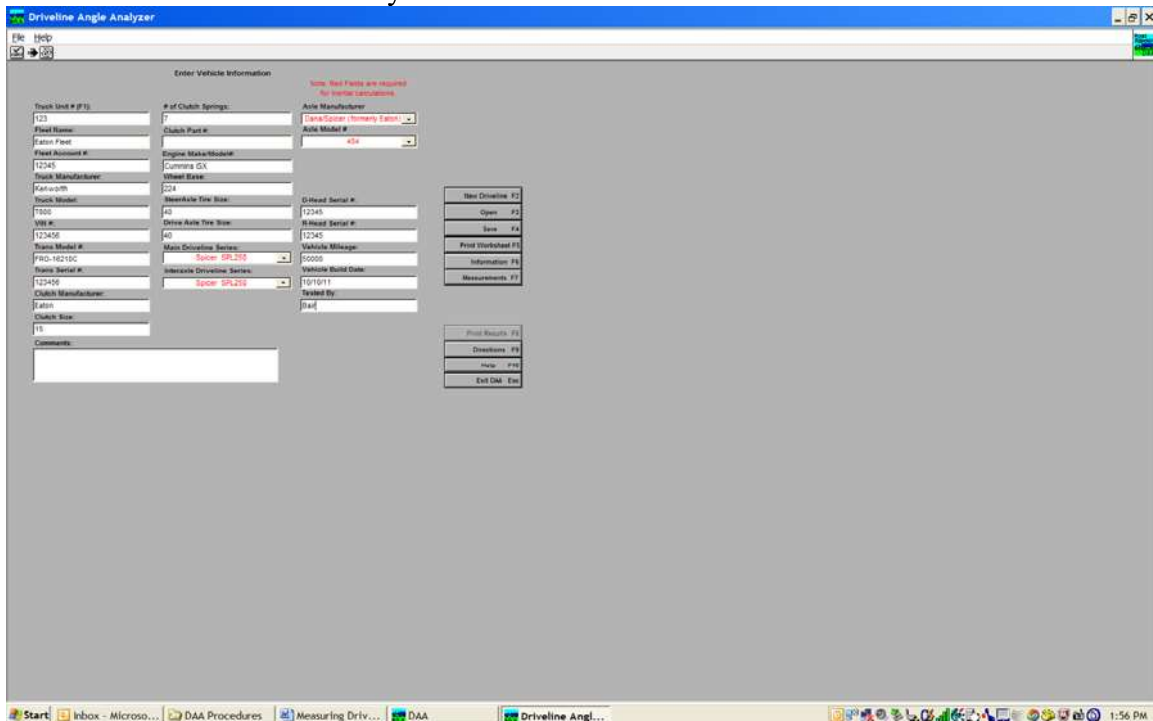 Driveline Angle Analyzer
File Help
Enter Vehicle Information
Note: Red Fields are required
for inertial calculations.
Truck Unit # (F1): # of Clutch Springs: Axle Manufacturer
123 7 Dana/Spicer (formerly Eaton)
Fleet Name: Clutch Part #: Axle Model #
Eaton Fleet 454
Fleet Account #: Engine Make/Model#:
12345 Cummins ISX
Truck Manufacturer: Wheel Base:
Kenworth 224
Truck Model: SteerAxle Tire Size: D-Head Serial #:
T600 40 12345
VIN #: Drive Axle Tire Size: R-Head Serial #:
123456 40 12345
Trans Model #: Main Driveline Series: Vehicle Mileage:
FRO-16210C Spicer SPL250 50000
Trans Serial #: Interaxle Driveline Series: Vehicle Build Date:
123456 Spicer SPL250 10/10/11
Clutch Manufacturer: Tested By:
Eaton Bair
Clutch Size:
15
Comments:
New Driveline F2
Open F3
Save F4
Print Worksheet F5
Information F6
Measurements F7
Print Results F8
Directions F9
Help F10
Exit DAA Esc
Start Inbox - Microso... DAA Procedures Measuring Driv... DAA Driveline Angl... 1:56 PM